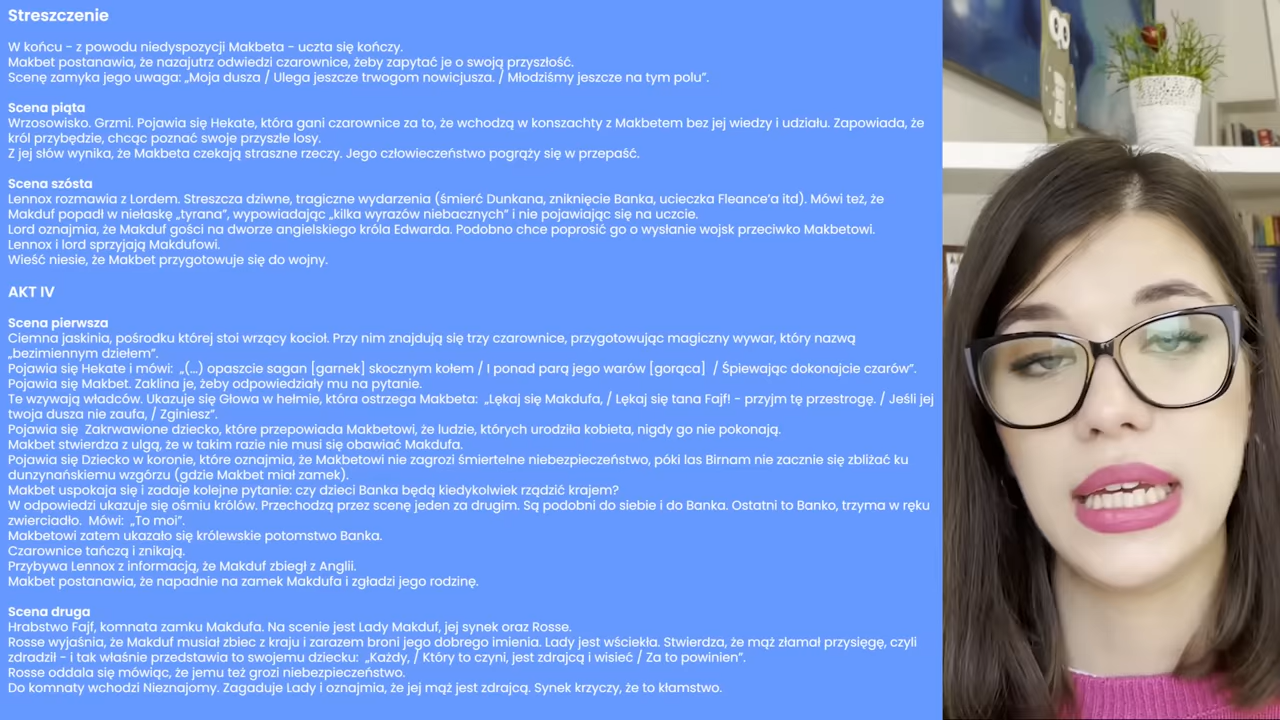 Streszczenie
W końcu - z powodu niedyspozycji Makbeta - uczta się kończy.
Makbet postanawia, że nazajutrz odwiedzi czarownice, żeby zapytać je o swoją przyszłość.
Scenę zamyka jego uwaga: „Moja dusza / Ulega jeszcze trwogom nowicjusza. / Młodziśmy jeszcze na tym polu”.
Scena piąta
Wrzosowisko. Grzmi. Pojawia się Hekate, która gani czarownice za to, że wchodzą w konszachty z Makbetem bez jej wiedzy i udziału. Zapowiada, że
król przybędzie, chcąc poznać swoje przyszłe losy.
Z jej słów wynika, że Makbeta czekają straszne rzeczy. Jego człowieczeństwo pogrąży się w przepaść.
Scena szósta
Lennox rozmawia z Lordem. Streszcza dziwne, tragiczne wydarzenia (śmierć Dunkana, zniknięcie Banka, ucieczka Fleance’a itd). Mówi też, że
Makduf popadł w niełaskę „tyrana”, wypowiadając „kilka wyrazów niebacznych” i nie pojawiając się na uczcie.
Lord oznajmia, że Makduf gości na dworze angielskiego króla Edwarda. Podobno chce poprosić go o wysłanie wojsk przeciwko Makbetowi.
Lennox i lord sprzyjają Makdufowi.
Wieść niesie, że Makbet przygotowuje się do wojny.
AKT IV
Scena pierwsza
Ciemna jaskinia, pośrodku której stoi wrzący kocioł. Przy nim znajdują się trzy czarownice, przygotowując magiczny wywar, który nazwą
„bezimiennym dziełem”.
Pojawia się Hekate i mówi: „(...) opaszcie sagan [garnek] skocznym kołem / I ponad parą jego warów [gorąca] / Śpiewając dokonajcie czarów”.
Pojawia się Makbet. Zaklina je, żeby odpowiedziały mu na pytanie.
Te wzywają władców. Ukazuje się Głowa w hełmie, która ostrzega Makbeta: „Lękaj się Makdufa, / Lękaj się tana Fajf! - przyjm tę przestrogę. / Jeśli jej
twoja dusza nie zaufa, / Zginiesz”.
Pojawia się Zakrwawione dziecko, które przepowiada Makbetowi, że ludzie, których urodziła kobieta, nigdy go nie pokonają.
Makbet stwierdza z ulgą, że w takim razie nie musi się obawiać Makdufa.
Pojawia się Dziecko w koronie, które oznajmia, że Makbetowi nie zagrozi śmiertelne niebezpieczeństwo, póki las Birnam nie zacznie się zbliżać ku
dunzynańskiemu wzgórzu (gdzie Makbet miał zamek).
Makbet uspokaja się i zadaje kolejne pytanie: czy dzieci Banka będą kiedykolwiek rządzić krajem?
W odpowiedzi ukazuje się ośmiu królów. Przechodzą przez scenę jeden za drugim. Są podobni do siebie i do Banka. Ostatni to Banko, trzyma w ręku
zwierciadło. Mówi: „To moi”.
Makbetowi zatem ukazało się królewskie potomstwo Banka.
Czarownice tańczą i znikają.
Przybywa Lennox z informacją, że Makduf zbiegł z Anglii.
Makbet postanawia, że napadnie na zamek Makdufa i zgładzi jego rodzinę.
Scena druga
Hrabstwo Fajf, komnata zamku Makdufa. Na scenie jest Lady Makduf, jej synek oraz Rosse.
Rosse wyjaśnia, że Makduf musiał zbiec z kraju i zarazem broni jego dobrego imienia. Lady jest wściekła. Stwierdza, że mąż złamał przysięgę, czyli
zdradził - i tak właśnie przedstawia to swojemu dziecku: „Każdy, / Który to czyni, jest zdrajcą i wisieć / Za to powinien”.
Rosse oddala się mówiąc, że jemu też grozi niebezpieczeństwo.
Do komnaty wchodzi Nieznajomy. Zagaduje Lady i oznajmia, że jej mąż jest zdrajcą. Synek krzyczy, że to kłamstwo.